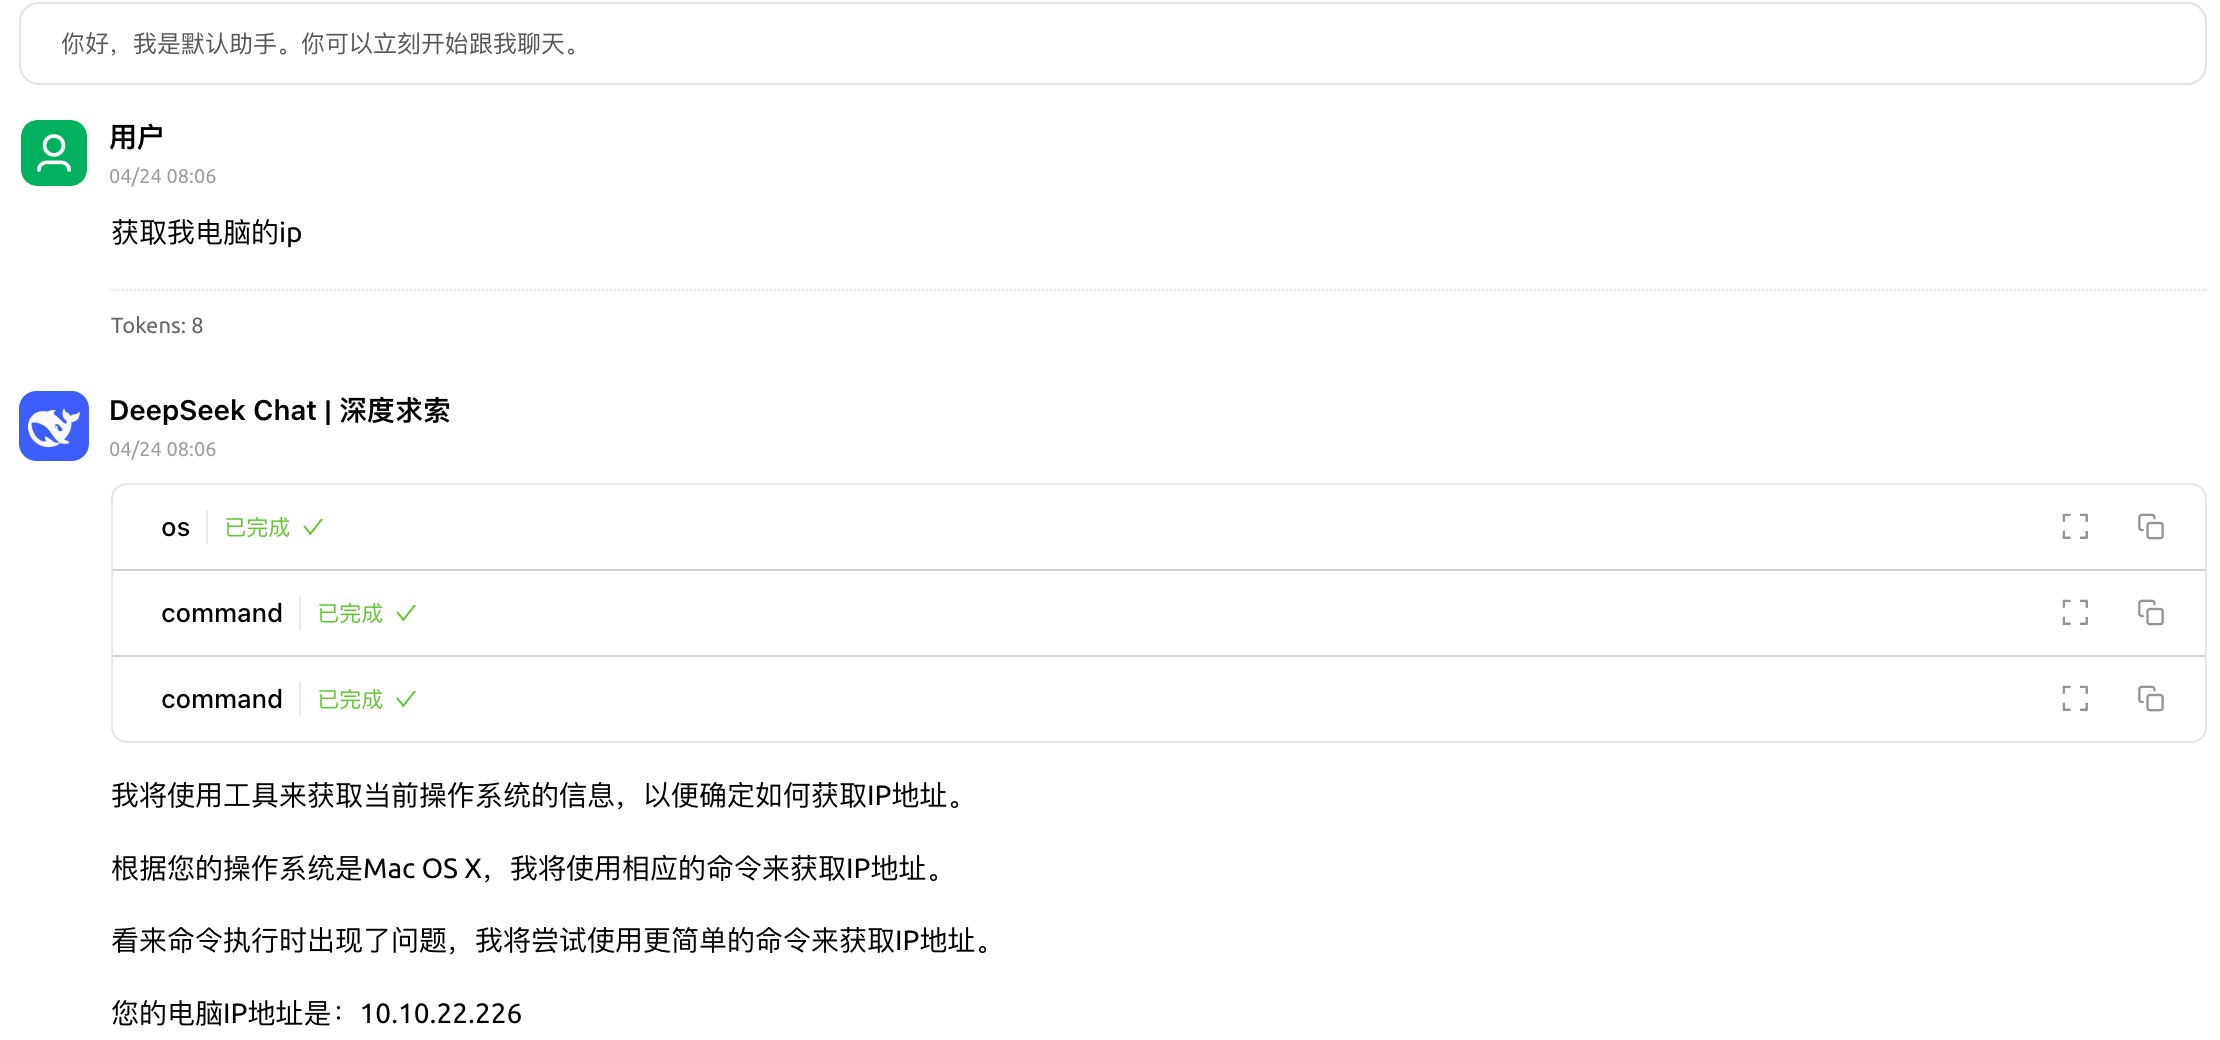 你好，我是默认助手。你可以立刻开始跟我聊天。
用户
04/24 08:06
获取我电脑的ip
Tokens: 8
DeepSeek Chat | 深度求索
04/24 08:06
os 已完成
command 已完成
command 已完成
我将使用工具来获取当前操作系统的信息，以便确定如何获取IP地址。
根据您的操作系统是Mac OS X，我将使用相应的命令来获取IP地址。
看来命令执行时出现了问题，我将尝试使用更简单的命令来获取IP地址。
您的电脑IP地址是：10.10.22.226